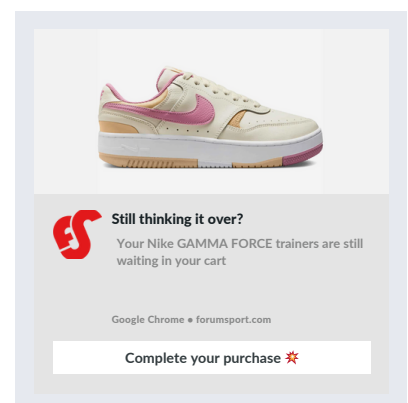 Still thinking it over?
Your Nike GAMMA FORCE trainers are still
waiting in your cart
Google Chrome • forumsport.com
Complete your purchase 💥